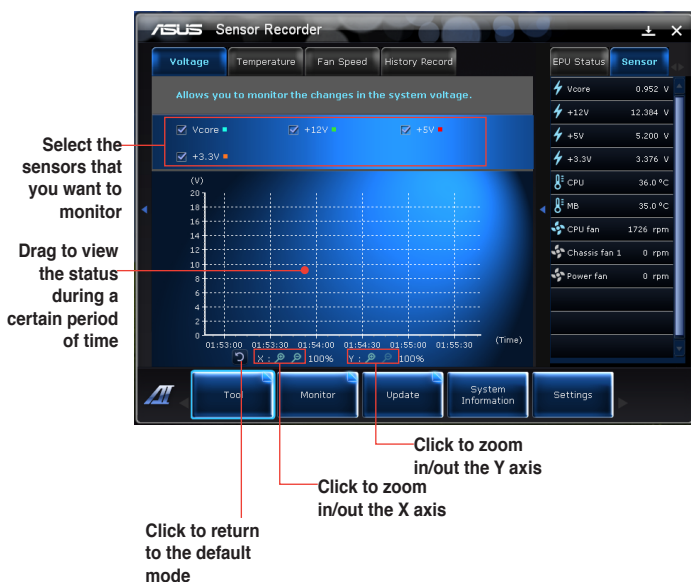 ASUS Sensor Recorder
Voltage Temperature Fan Speed History Record
Allows you to monitor the changes in the system voltage.
Vcore +12V +5V
+3.3V
(V)
20
18
16
14
12
10
8
6
4
2
0
01:53:00 01:53:30 01:54:00 01:54:30 01:55:00 01:55:30
(Time)
X : 100% Y : 100%
EPU Status Sensor
Vcore 0.952 V
+12V 12.384 V
+5V 5.200 V
+3.3V 3.376 V
CPU 36.0 °C
MB 35.0 °C
CPU fan 1726 rpm
Chassis fan 1 0 rpm
Power fan 0 rpm
AI
Tool
Monitor
Update
System
Information
Settings
Select the
sensors that
you want to
monitor
Drag to view
the status
during a
certain period
of time
Click to zoom
in/out the Y axis
Click to zoom
in/out the X axis
Click to return
to the default
mode